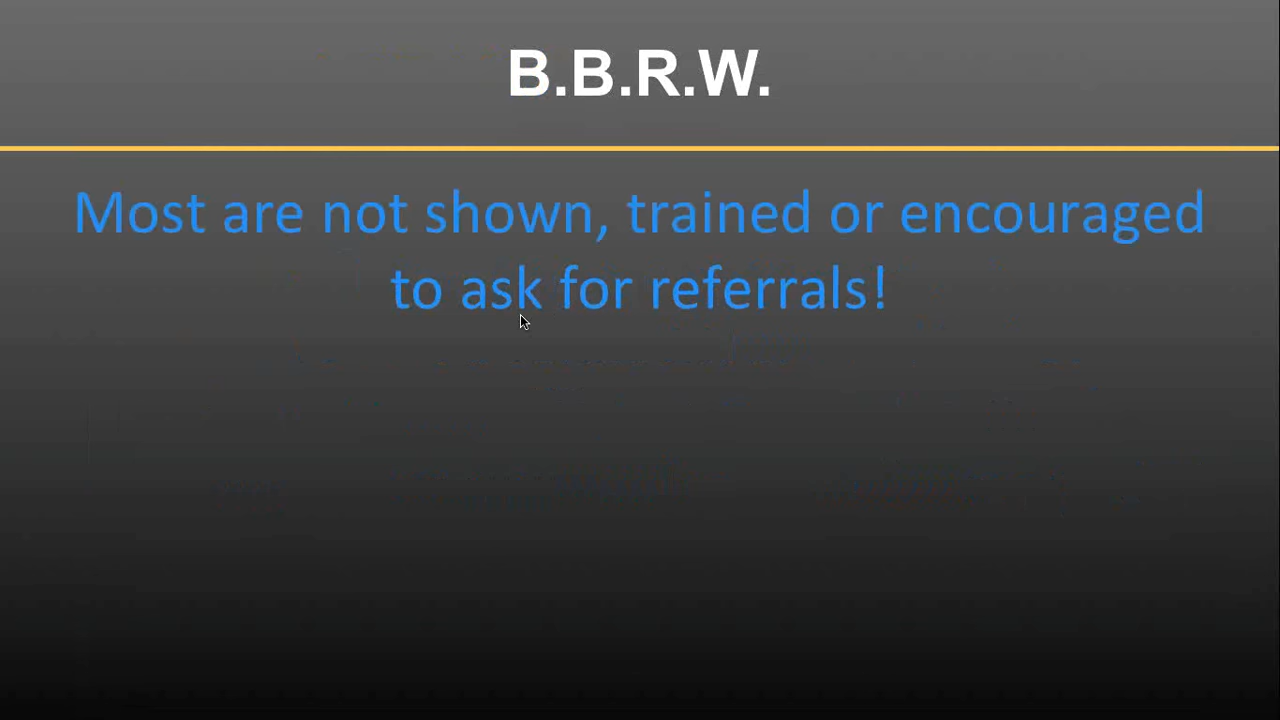 B.B.R.W.
Most are not shown, trained or encouraged
to ask for referrals!